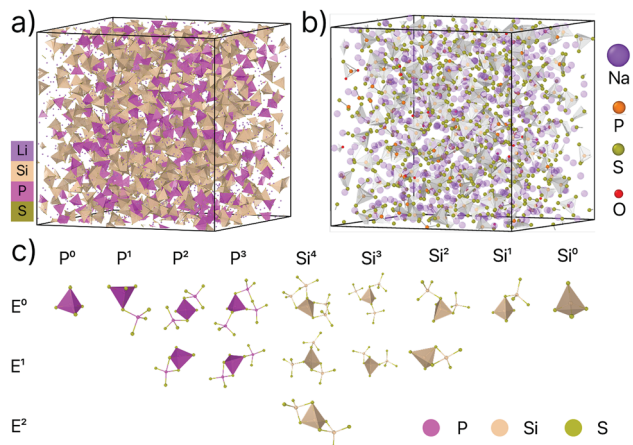 a)
b)
Li
Si
P
S
Na
P
S
O
c)
P⁰ P¹ P² P³ Si⁴ Si³ Si² Si¹ Si⁰
E⁰
E¹
E²
P Si S